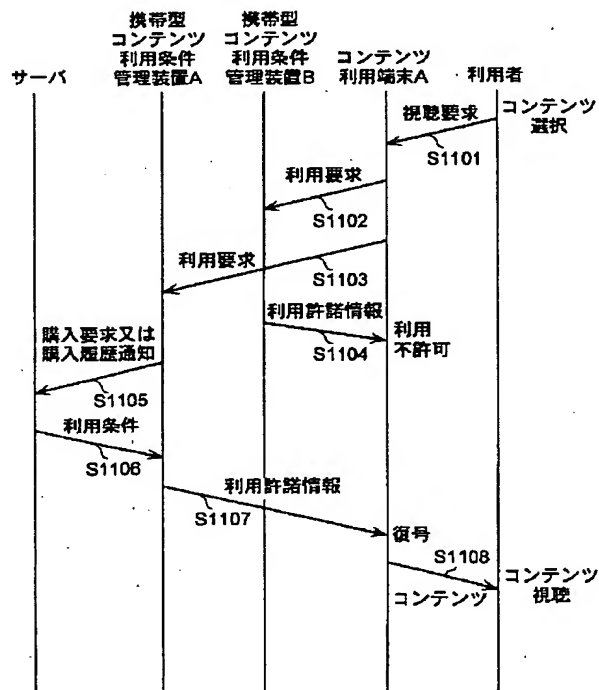 サーバ
携帯型
コンテンツ
利用条件
管理装置A
携帯型
コンテンツ
利用条件
管理装置B
コンテンツ
利用端末A
利用者
視聴要求
コンテンツ
選択
S1101
利用要求
S1102
利用要求
S1103
利用許諾情報
利用
不許可
S1104
購入要求又は
購入履歴通知
S1105
利用条件
S1106
利用許諾情報
S1107
復号
S1108
コンテンツ
コンテンツ
視聴